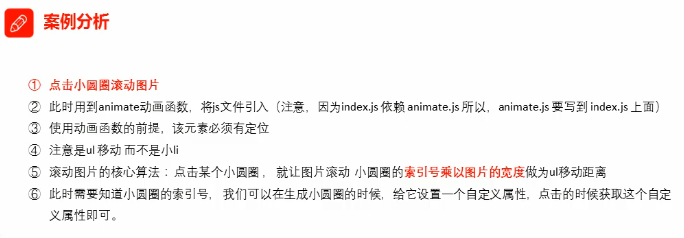 案例分析
① 点击小圆圈滚动图片
② 此时用到animate动画函数，将js文件引入（注意，因为index.js 依赖 animate.js 所以，animate.js 要写到 index.js 上面）
③ 使用动画函数的前提，该元素必须有定位
④ 注意是ul 移动 而不是小li
⑤ 滚动图片的核心算法：点击某个小圆圈 ，就让图片滚动 小圆圈的索引号乘以图片的宽度做为ul移动距离
⑥ 此时需要知道小圆圈的索引号， 我们可以在生成小圆圈的时候，给它设置一个自定义属性，点击的时候获取这个自定
义属性即可。